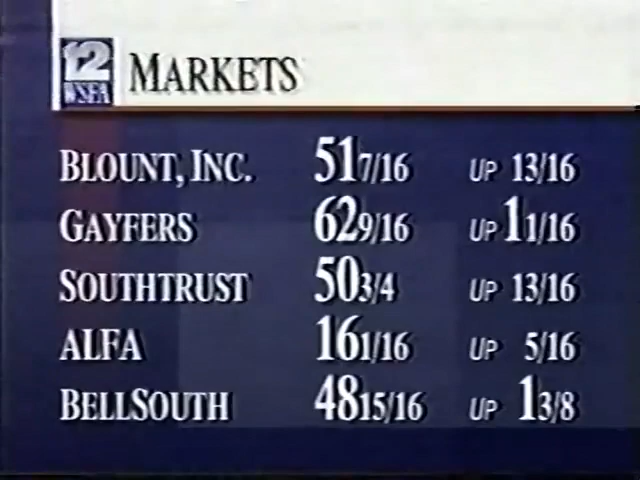 12
WSFA
MARKETS
BLOUNT, INC. 51 7/16 UP 13/16
GAYFERS 62 9/16 UP 1 1/16
SOUTHTRUST 50 3/4 UP 13/16
ALFA 16 1/16 UP 5/16
BELLSOUTH 48 15/16 UP 1 3/8